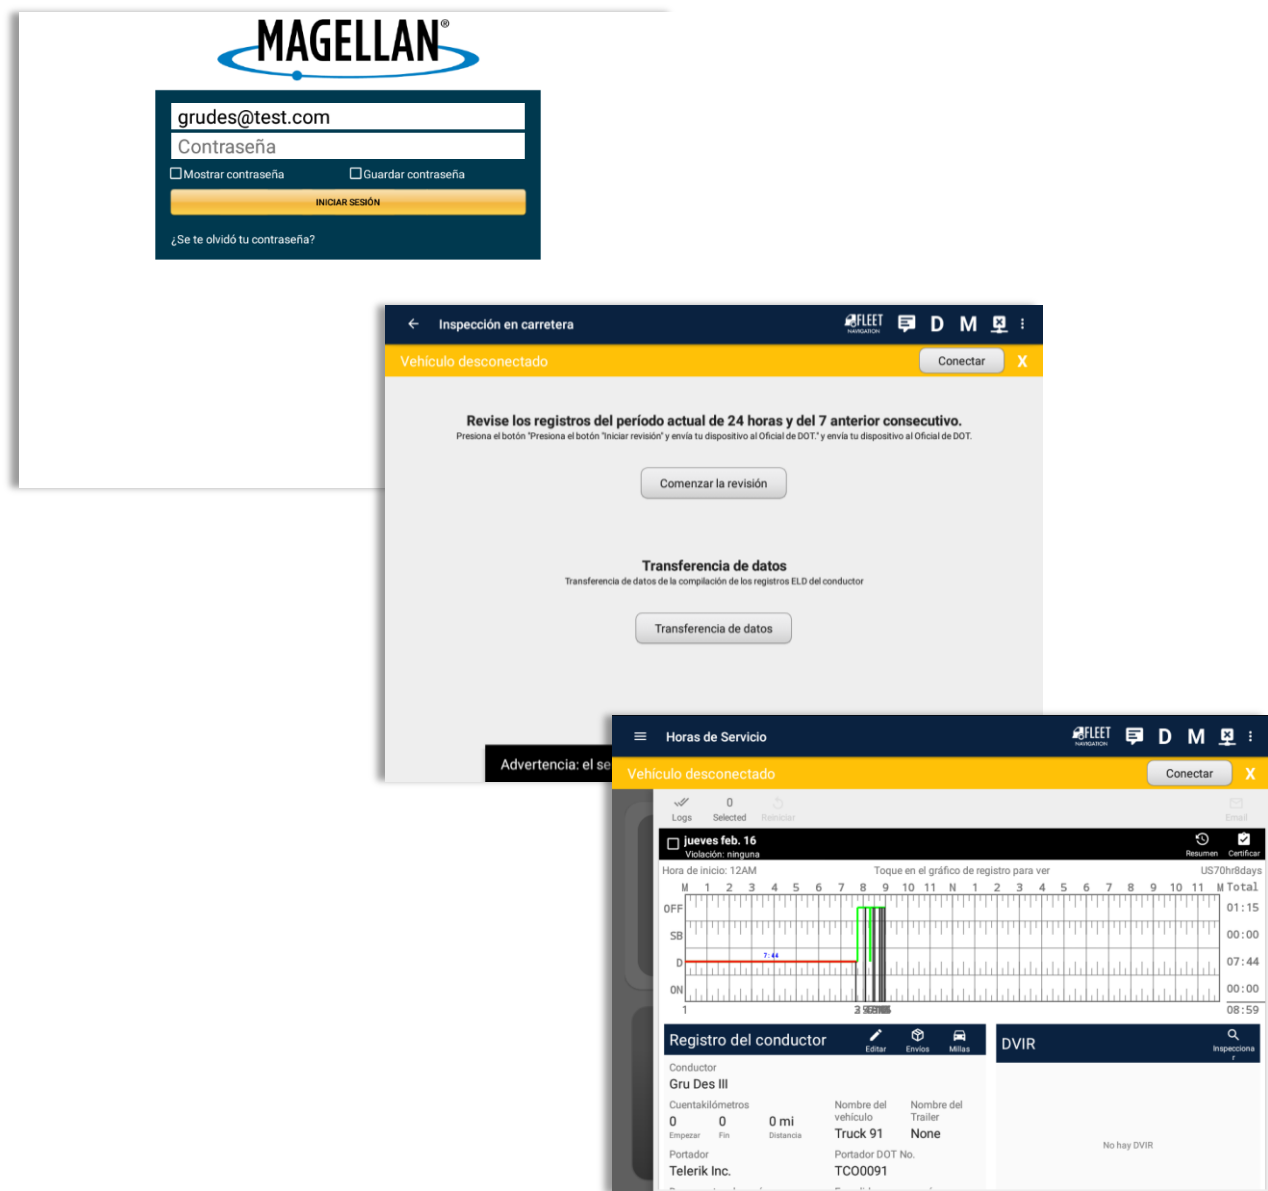 MAGELLAN®
grudes@test.com
Contraseña
Mostrar contraseña Guardar contraseña
INICIAR SESIÓN
¿Se te olvidó tu contraseña?
Inspección en carretera FLEET NAVIGATION D M
Vehículo desconectado Conectar X
Revise los registros del período actual de 24 horas y del 7 anterior consecutivo.
Presiona el botón "Presiona el botón "Iniciar revisión" y envía tu dispositivo al Oficial de DOT." y envía tu dispositivo al Oficial de DOT.
Comenzar la revisión
Transferencia de datos
Transferencia de datos de la compilación de los registros ELD del conductor
Transferencia de datos
Advertencia: el se
Horas de Servicio FLEET NAVIGATION D M
Vehículo desconectado Conectar X
0
Logs Selected Reiniciar Email
jueves feb. 16
Violación: ninguna Resumen Certificar
Hora de inicio: 12AM Toque en el gráfico de registro para ver US70hr8days
M 1 2 3 4 5 6 7 8 9 10 11 N 1 2 3 4 5 6 7 8 9 10 11 M Total
OFF 01:15
SB 00:00
7:44
D 07:44
ON 00:00
1 08:59
Registro del conductor Editar Envíos Millas
DVIR Inspecciona
r
Conductor
Gru Des III
Cuentakilómetros Nombre del vehículo Nombre del Trailer
0 0 0 mi Truck 91 None
Empezar Fin Distancia
No hay DVIR
Portador Portador DOT No.
Telerik Inc. TCO0091